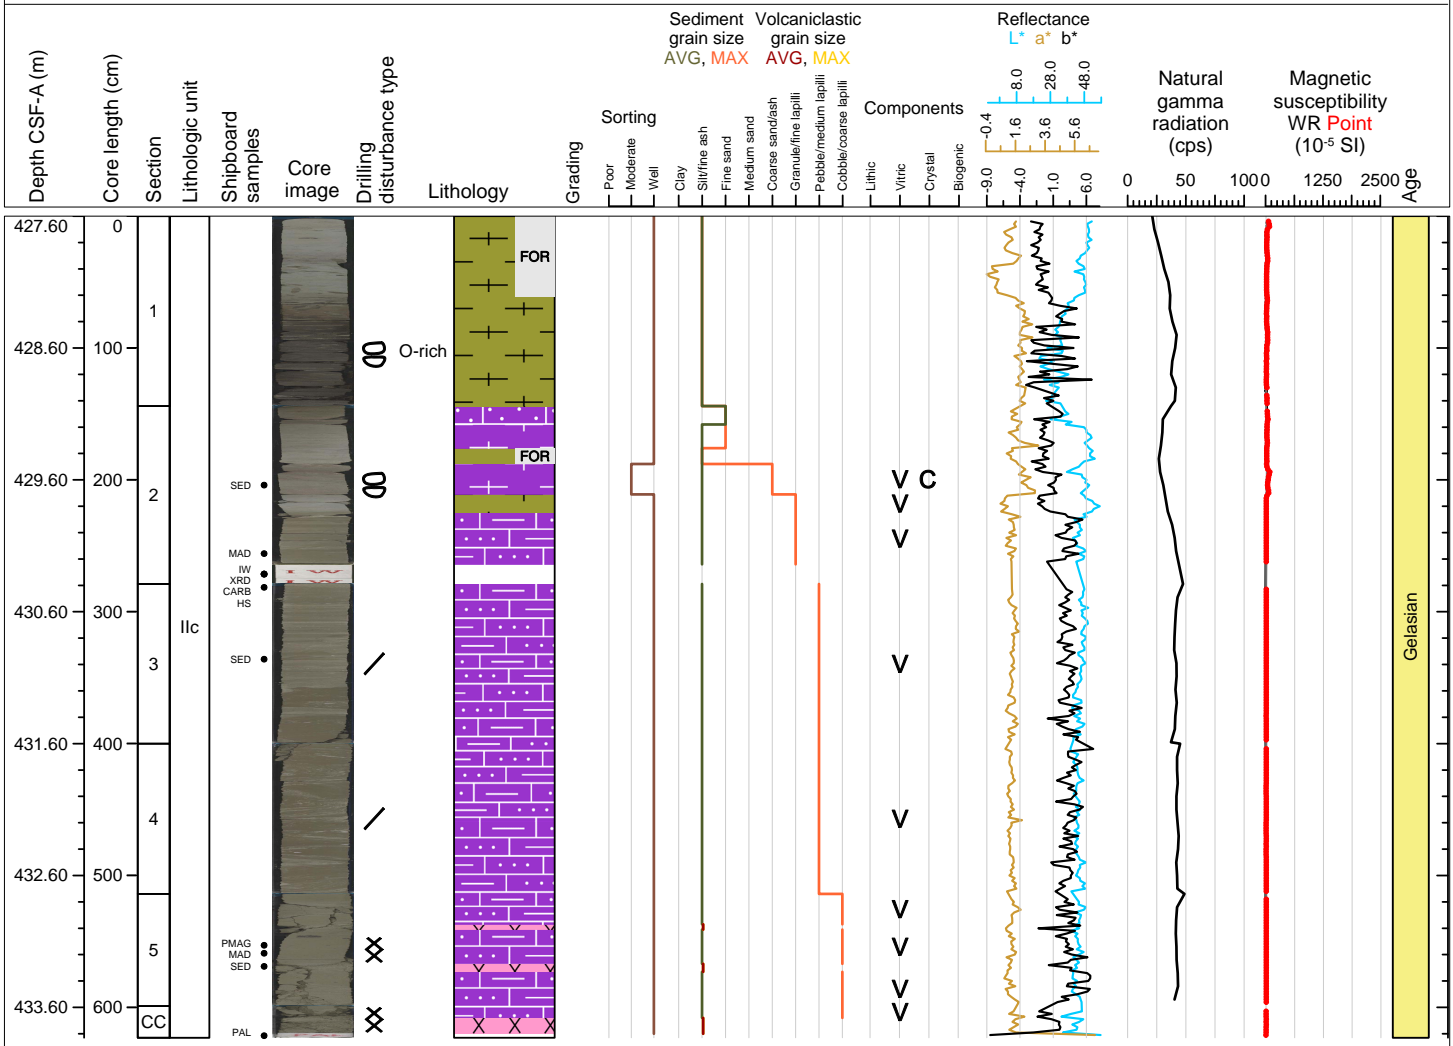 Depth CSF-A (m)
Core length (cm)
Section
Lithologic unit
Shipboard
samples
Core
image
Drilling
disturbance type
Lithology
Grading
Sorting
Poor
Moderate
Well
Sediment
grain size
AVG, MAX
Volcaniclastic
grain size
AVG, MAX
Clay
Silt/fine ash
Fine sand
Medium sand
Coarse sand/ash
Granule/fine lapilli
Pebble/medium lapilli
Cobble/coarse lapilli
Components
Lithic
Vitric
Crystal
Biogenic
Reflectance
L* a* b*
8.0 28.0 48.0
-0.4 1.6 3.6 5.6
-9.0 -4.0 1.0 6.0
Natural
gamma
radiation
(cps)
0 50 100
Magnetic
susceptibility
WR Point
(10⁻⁵ SI)
0 1250 2500
Age
427.60 0
FOR
1
428.60 100
O-rich
FOR
429.60 200
2
SED
V C
V
V
MAD
IW
I W
XRD
I W
CARB
HS
430.60 300
IIc
Gelasian
3
SED
V
431.60 400
4
V
432.60 500
V
5
PMAG
MAD
SED
V
V
433.60 600
V
CC
PAL